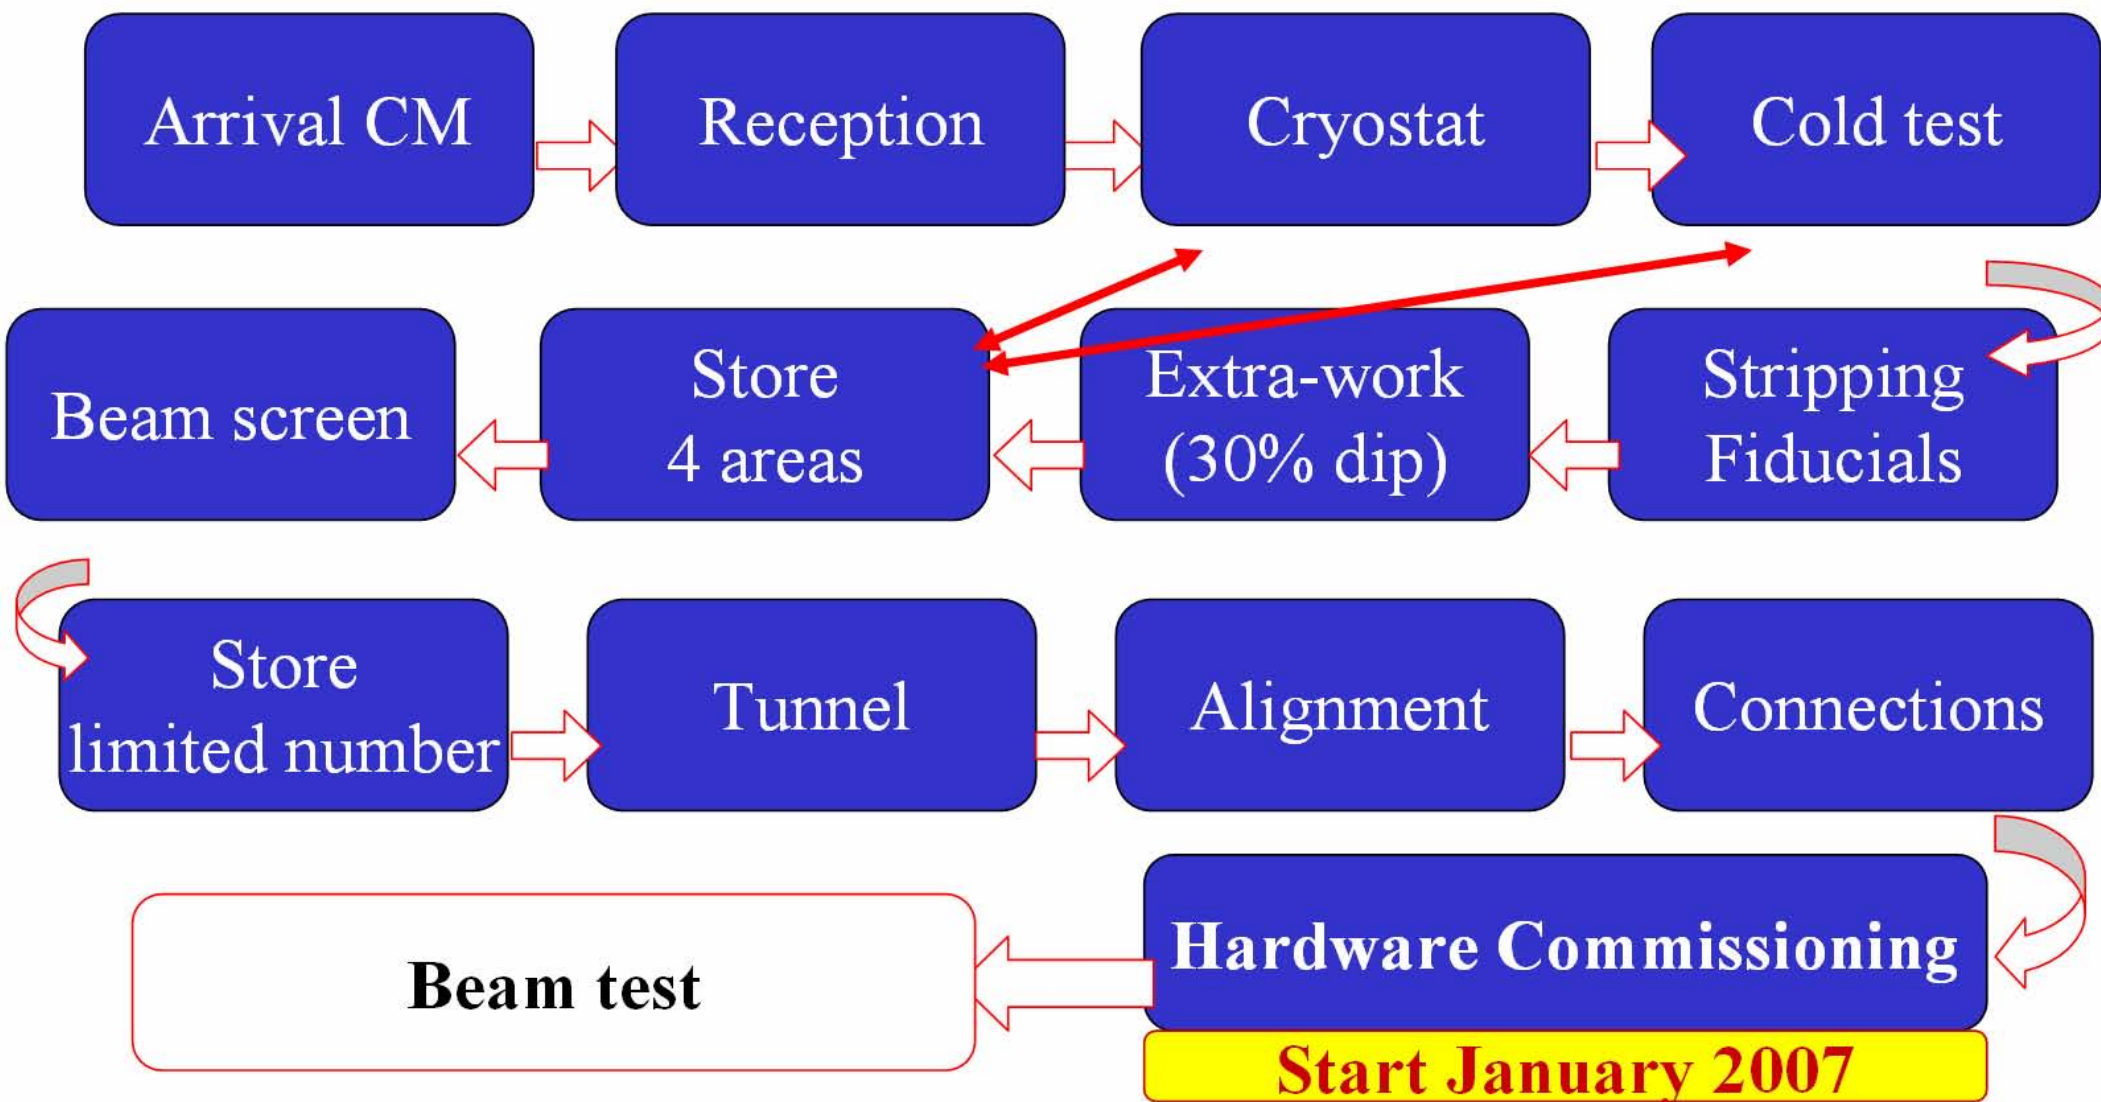 Arrival CM
Reception
Cryostat
Cold test
Stripping
Fiducials
Extra-work
(30% dip)
Store
4 areas
Beam screen
Store
limited number
Tunnel
Alignment
Connections
Hardware Commissioning
Start January 2007
Beam test